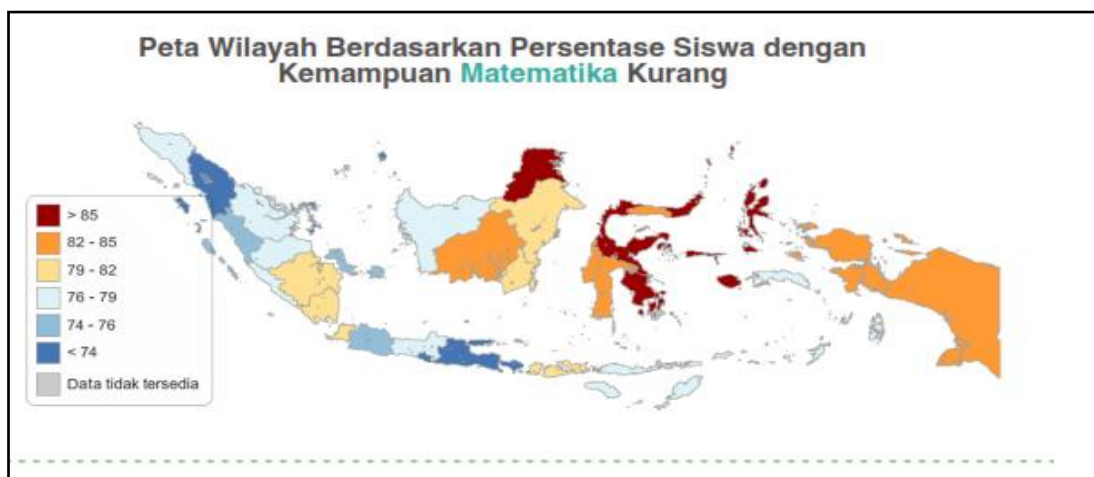 Peta Wilayah Berdasarkan Persentase Siswa dengan
Kemampuan Matematika Kurang
> 85
82 - 85
79 - 82
76 - 79
74 - 76
< 74
Data tidak tersedia